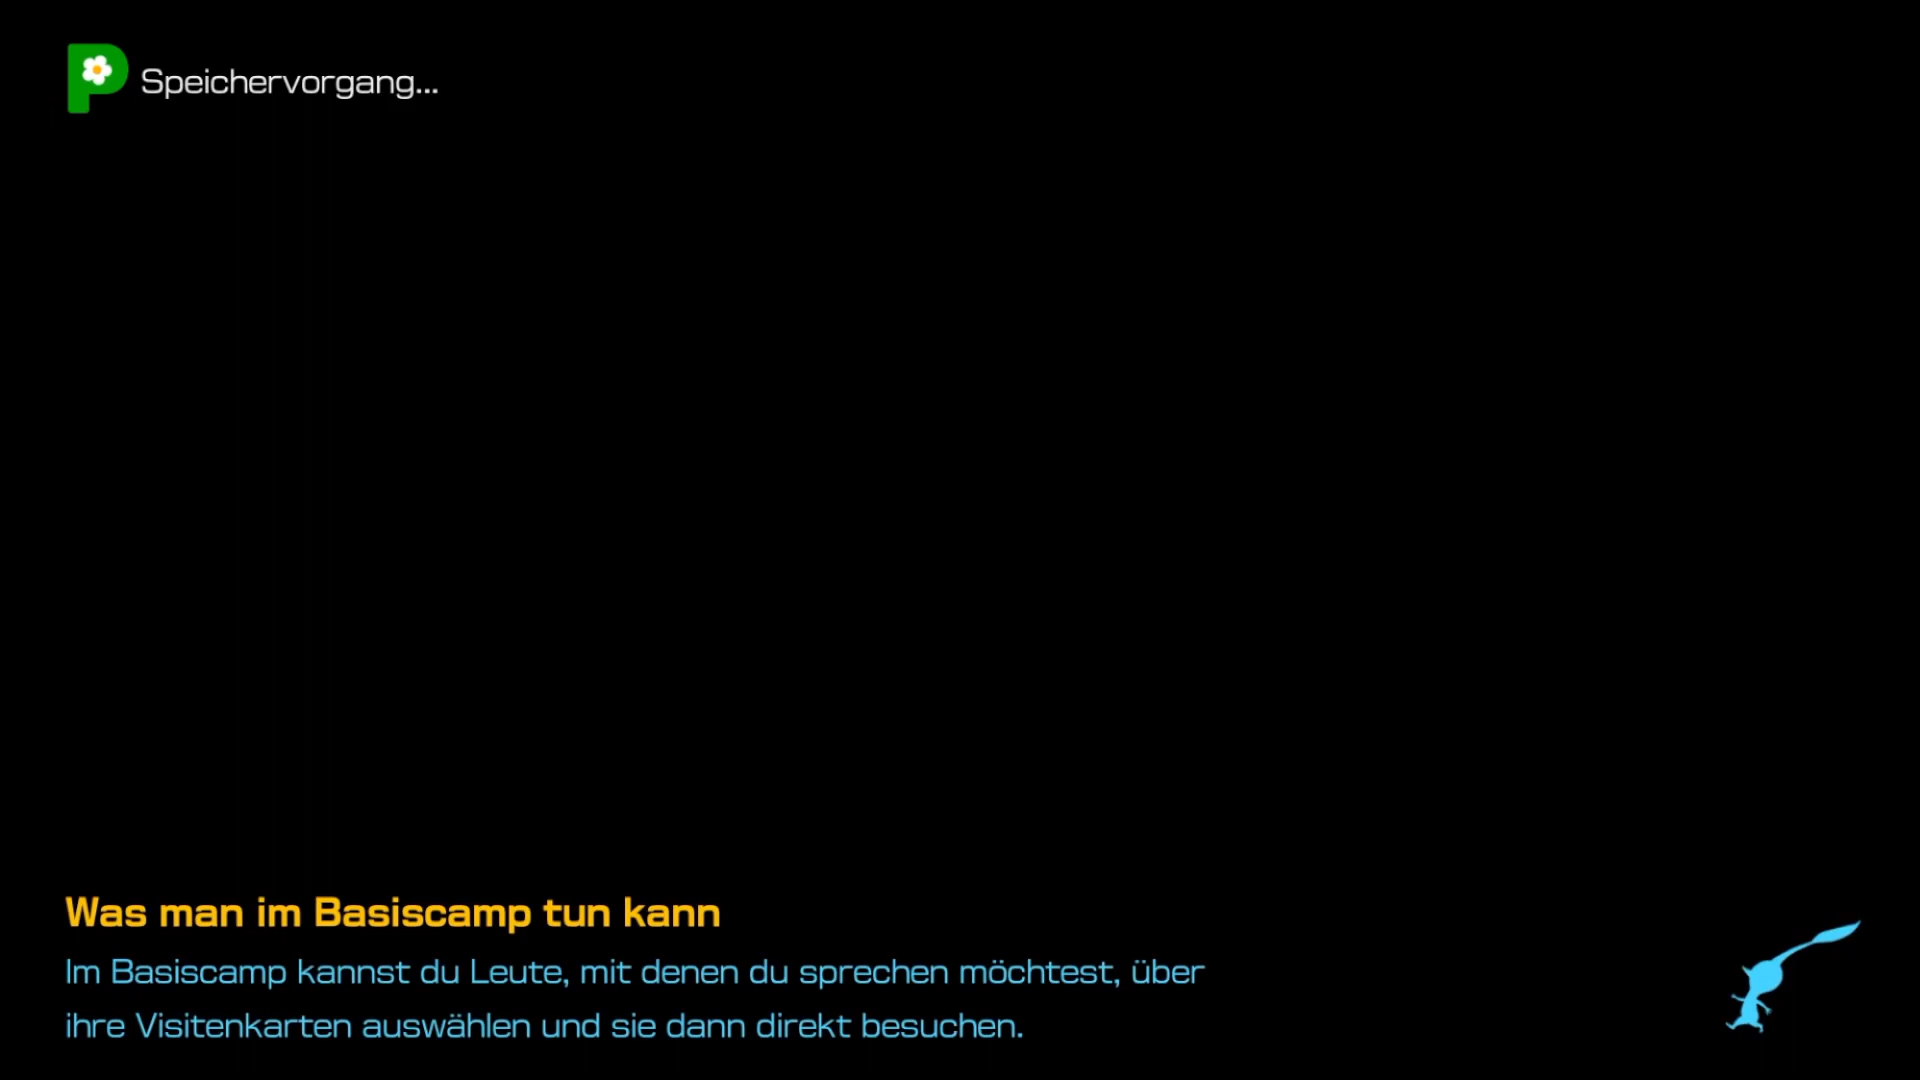 Speichervorgang...
Was man im Basiscamp tun kann
Im Basiscamp kannst du Leute, mit denen du sprechen möchtest, über
ihre Visitenkarten auswählen und sie dann direkt besuchen.